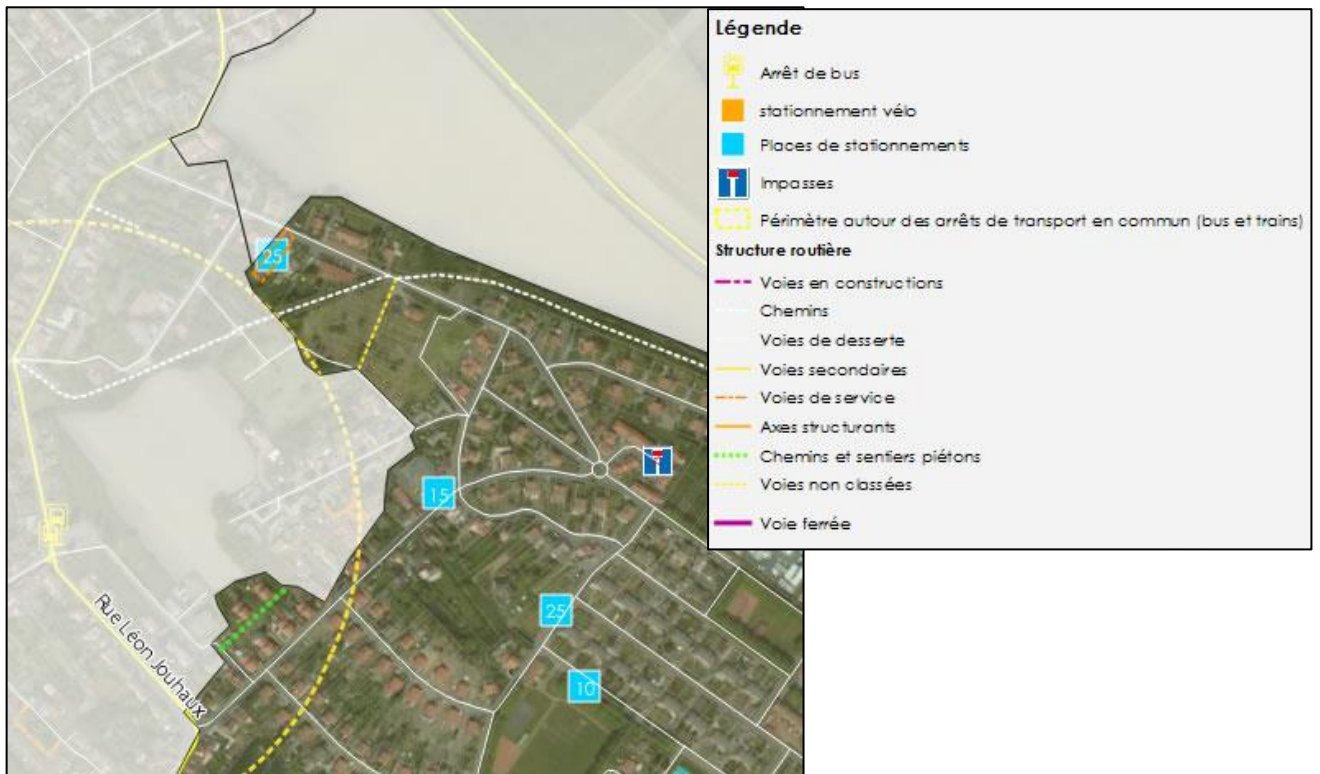 Légende
Arrêt de bus
stationnement vélo
Places de stationnements
Impasses
Périmètre autour des arrêts de transport en commun (bus et trains)
Structure routière
Voies en constructions
Chemins
Voies de desserte
Voies secondaires
Voies de service
Axes structurants
Chemins et sentiers piétons
Voies non classées
Voie ferrée
25
15
25
10
Rue Léon Jouhaux